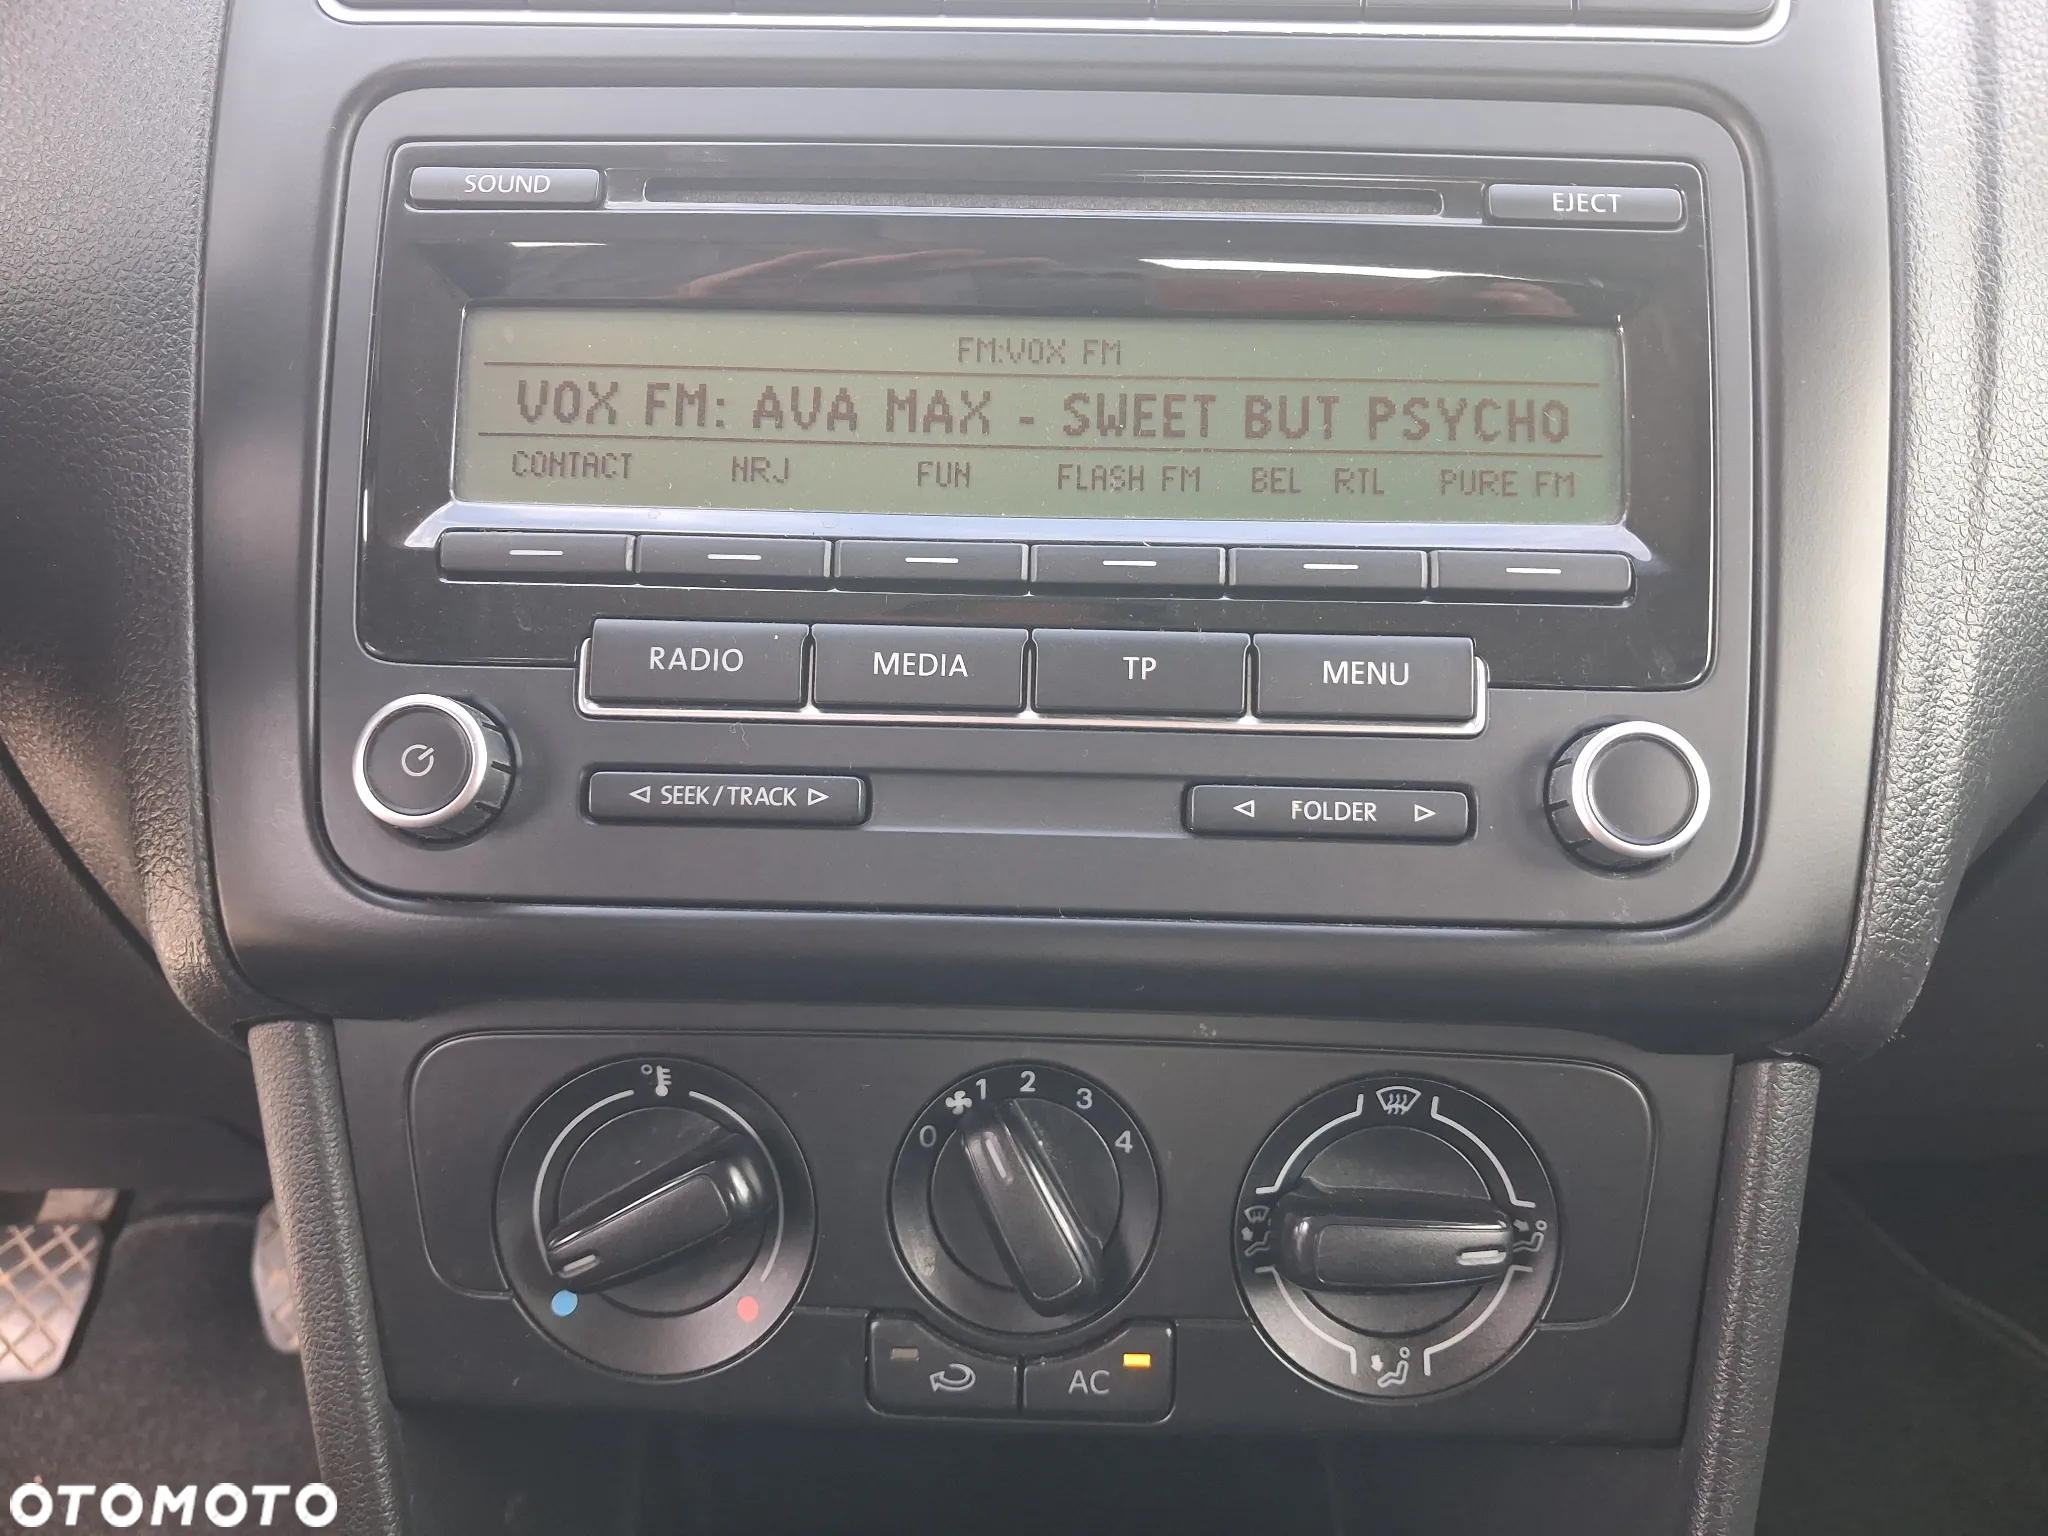 SOUND
EJECT
FM:VOX FM
VOX FM: AVA MAX - SWEET BUT PSYCHO
CONTACT NRJ FUN FLASH FM BEL RTL PURE FM
RADIO MEDIA TP MENU
SEEK/TRACK
FOLDER
0 1 2 3 4
AC
OTOMOTO